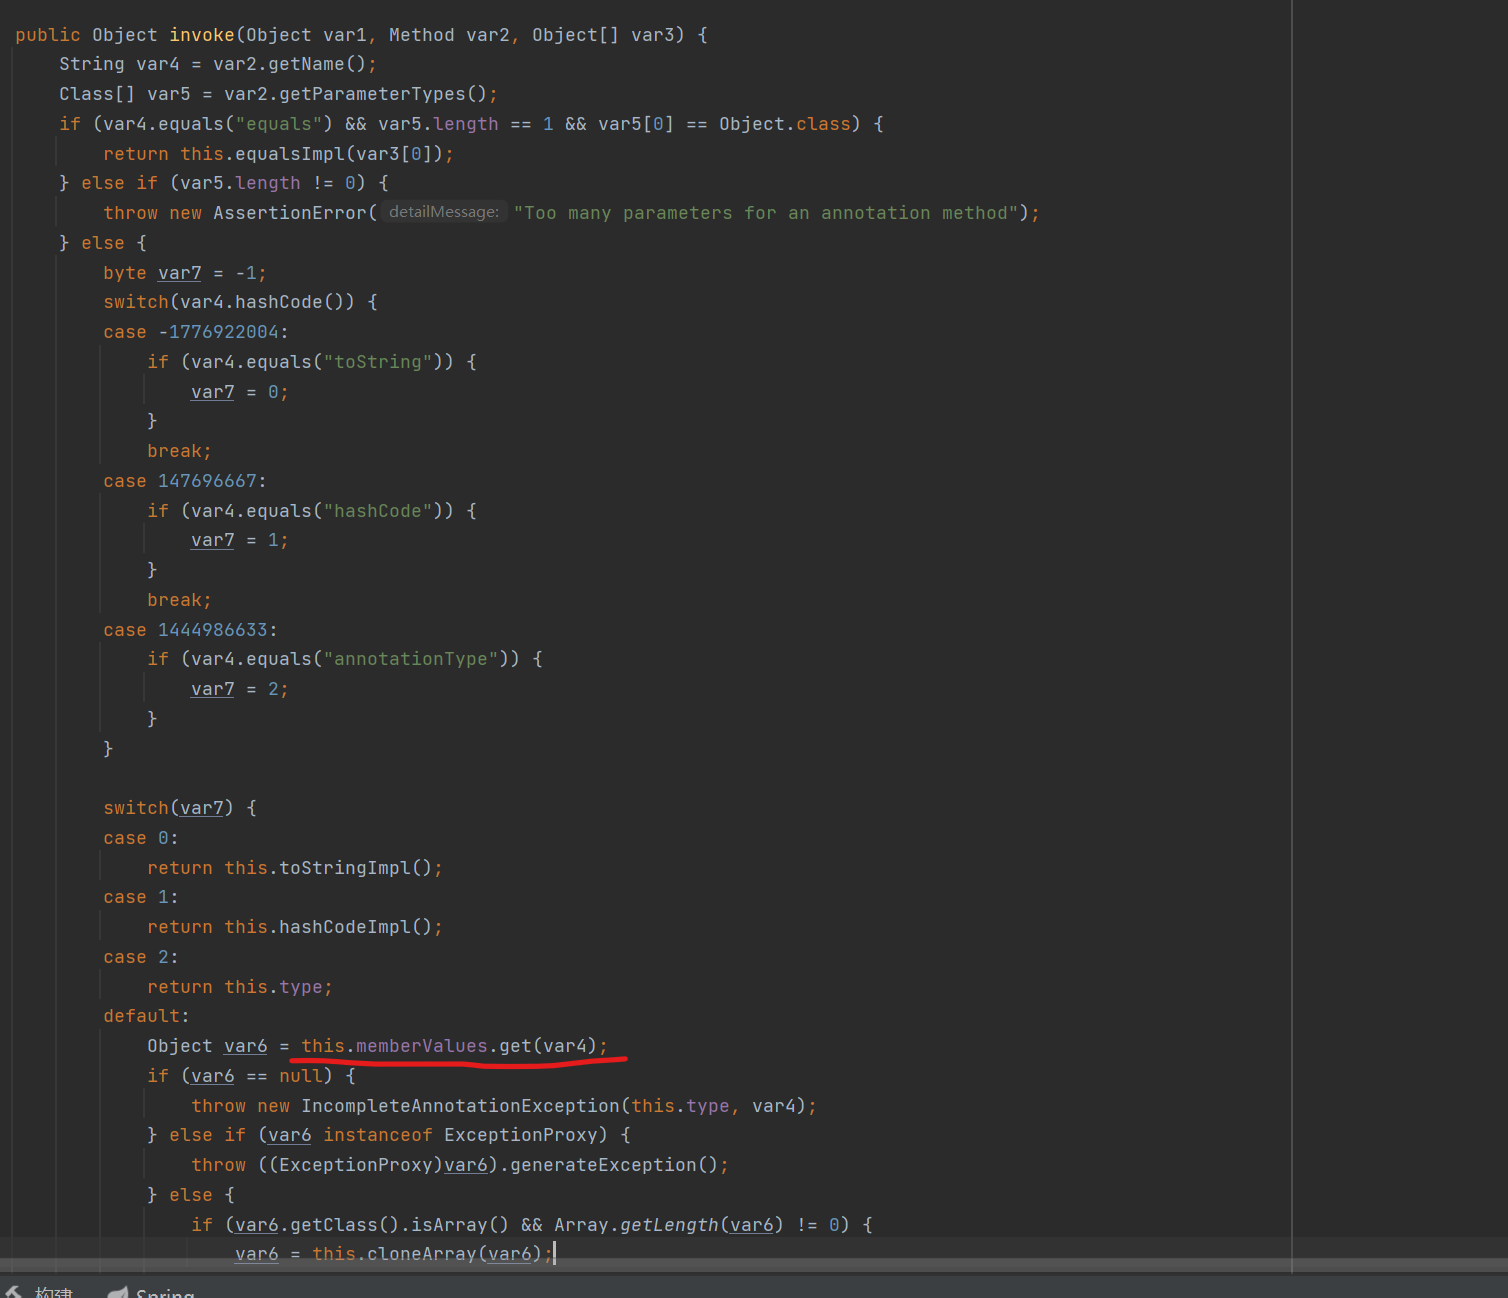 public Object invoke(Object var1, Method var2, Object[] var3) {
    String var4 = var2.getName();
    Class[] var5 = var2.getParameterTypes();
    if (var4.equals("equals") && var5.length == 1 && var5[0] == Object.class) {
        return this.equalsImpl(var3[0]);
    } else if (var5.length != 0) {
        throw new AssertionError( detailMessage: "Too many parameters for an annotation method");
    } else {
        byte var7 = -1;
        switch(var4.hashCode()) {
        case -1776922004:
            if (var4.equals("toString")) {
                var7 = 0;
            }
            break;
        case 147696667:
            if (var4.equals("hashCode")) {
                var7 = 1;
            }
            break;
        case 1444986633:
            if (var4.equals("annotationType")) {
                var7 = 2;
            }
        }
        switch(var7) {
        case 0:
            return this.toStringImpl();
        case 1:
            return this.hashCodeImpl();
        case 2:
            return this.type;
        default:
            Object var6 = this.memberValues.get(var4);
            if (var6 == null) {
                throw new IncompleteAnnotationException(this.type, var4);
            } else if (var6 instanceof ExceptionProxy) {
                throw ((ExceptionProxy)var6).generateException();
            } else {
                if (var6.getClass().isArray() && Array.getLength(var6) != 0) {
                    var6 = this.cloneArray(var6);
构建 Spring